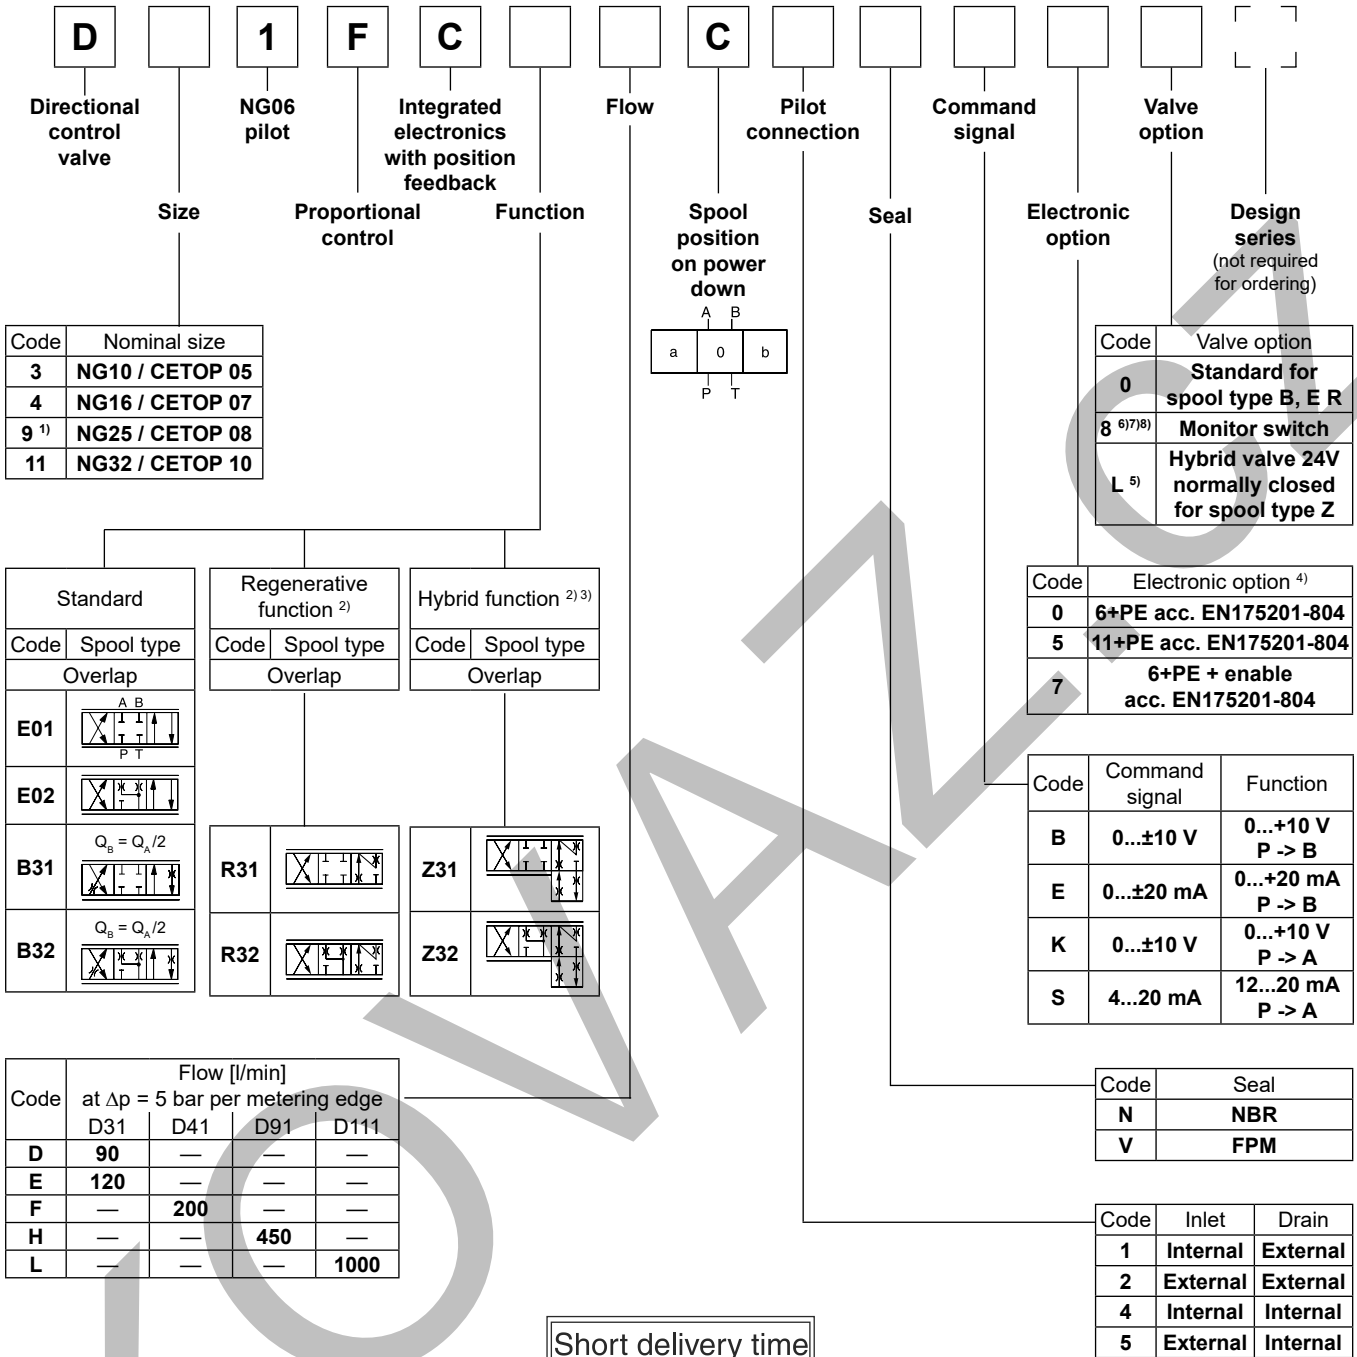 D 1 F C C
Directional control valve
NG06 pilot
Integrated electronics with position feedback
Flow
Pilot connection
Command signal
Valve option
Size
Proportional control
Function
Spool position on power down
Seal
Electronic option
Design series
(not required for ordering)
A B
a 0 b
P T
Code Nominal size
3 NG10 / CETOP 05
4 NG16 / CETOP 07
9 1) NG25 / CETOP 08
11 NG32 / CETOP 10
Code Valve option
0 Standard for spool type B, E R
8 6)7)8) Monitor switch
L 5) Hybrid valve 24V normally closed for spool type Z
Standard
Code Spool type
Overlap
E01
A B
P T
E02
B31 QB = QA/2
B32 QB = QA/2
Regenerative function 2)
Code Spool type
Overlap
R31
R32
Hybrid function 2) 3)
Code Spool type
Overlap
Z31
Z32
Code Electronic option 4)
0 6+PE acc. EN175201-804
5 11+PE acc. EN175201-804
7 6+PE + enable acc. EN175201-804
Code Command signal Function
B 0...±10 V 0...+10 V P -> B
E 0...±20 mA 0...+20 mA P -> B
K 0...±10 V 0...+10 V P -> A
S 4...20 mA 12...20 mA P -> A
Code Flow [l/min]
at Δp = 5 bar per metering edge
D31 D41 D91 D111
D 90 — — —
E 120 — — —
F — 200 — —
H — — 450 —
L — — — 1000
Code Seal
N NBR
V FPM
Code Inlet Drain
1 Internal External
2 External External
4 Internal Internal
5 External Internal
Short delivery time
OVAZ.CZ